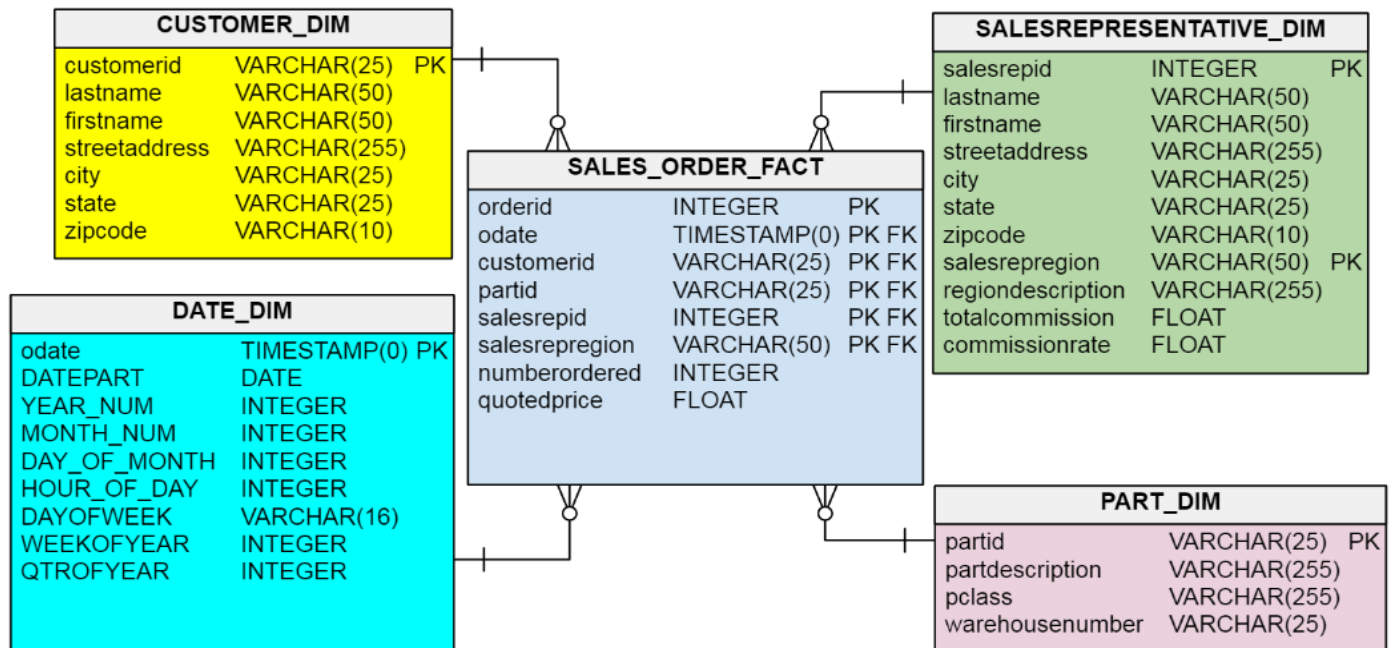 CUSTOMER_DIM
customerid VARCHAR(25) PK
lastname VARCHAR(50)
firstname VARCHAR(50)
streetaddress VARCHAR(255)
city VARCHAR(25)
state VARCHAR(25)
zipcode VARCHAR(10)
SALESREPRESENTATIVE_DIM
salesrepid INTEGER PK
lastname VARCHAR(50)
firstname VARCHAR(50)
streetaddress VARCHAR(255)
city VARCHAR(25)
state VARCHAR(25)
zipcode VARCHAR(10)
salesrepregion VARCHAR(50) PK
regiondescription VARCHAR(255)
totalcommission FLOAT
commissionrate FLOAT
SALES_ORDER_FACT
orderid INTEGER PK
odate TIMESTAMP(0) PK FK
customerid VARCHAR(25) PK FK
partid VARCHAR(25) PK FK
salesrepid INTEGER PK FK
salesrepregion VARCHAR(50) PK FK
numberordered INTEGER
quotedprice FLOAT
DATE_DIM
odate TIMESTAMP(0) PK
DATEPART DATE
YEAR_NUM INTEGER
MONTH_NUM INTEGER
DAY_OF_MONTH INTEGER
HOUR_OF_DAY INTEGER
DAYOFWEEK VARCHAR(16)
WEEKOFYEAR INTEGER
QTROFYEAR INTEGER
PART_DIM
partid VARCHAR(25) PK
partdescription VARCHAR(255)
pclass VARCHAR(255)
warehousenumber VARCHAR(25)